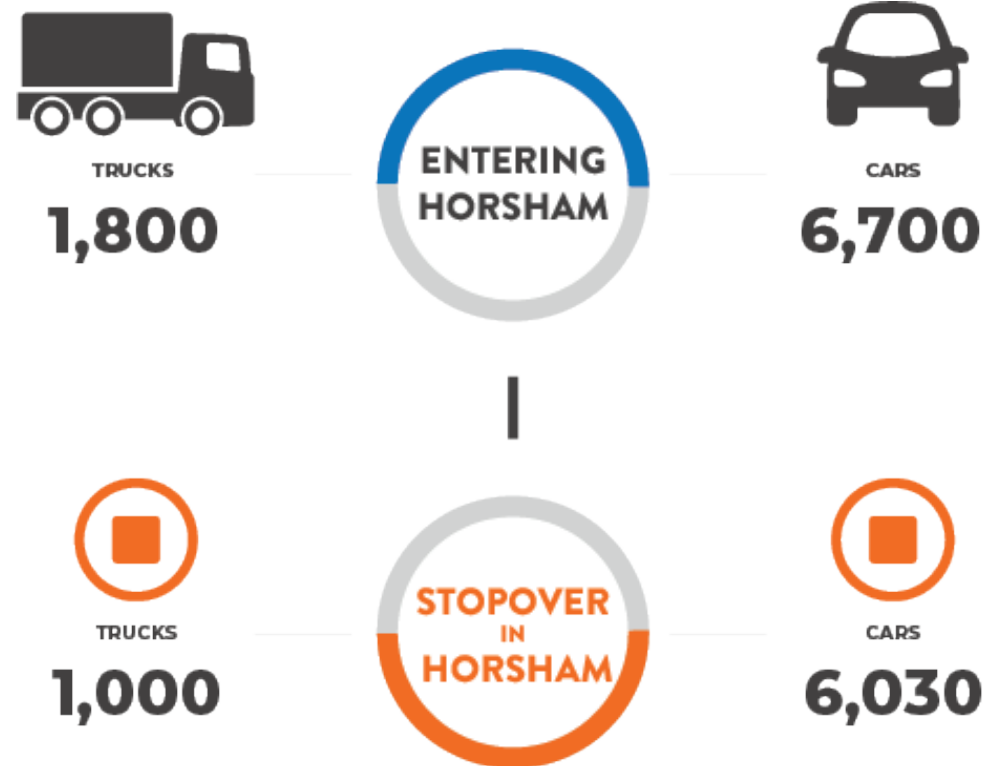 TRUCKS
1,800
ENTERING
HORSHAM
CARS
6,700
TRUCKS
1,000
STOPOVER
IN
HORSHAM
CARS
6,030